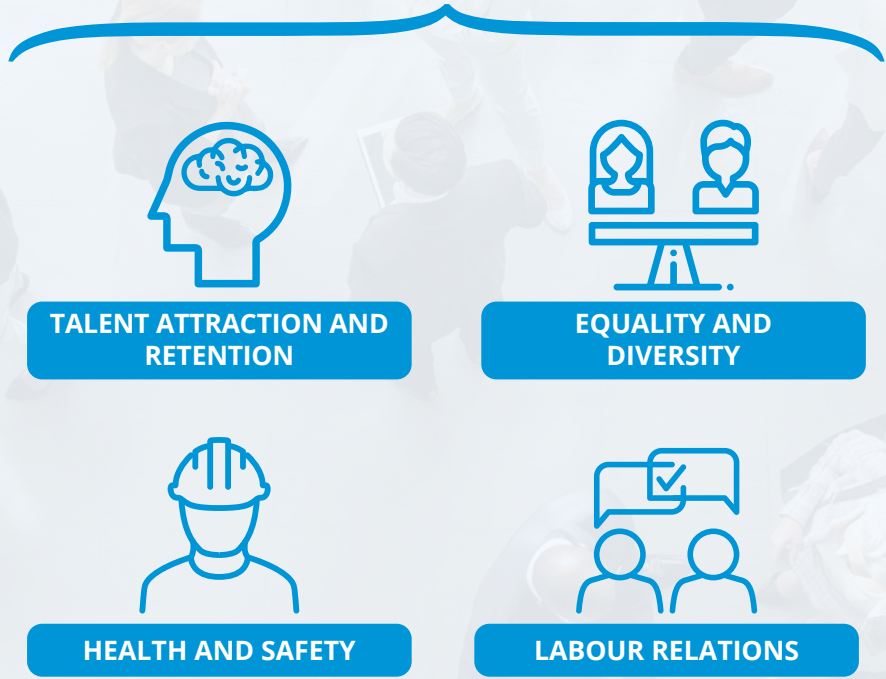 TALENT ATTRACTION AND
RETENTION
EQUALITY AND
DIVERSITY
HEALTH AND SAFETY
LABOUR RELATIONS